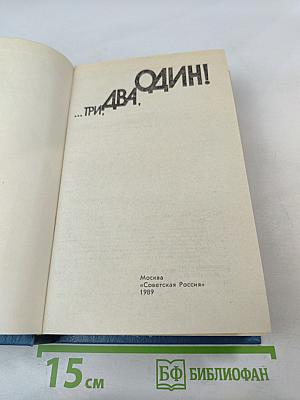 ...ТРИ, ДВА, ОДИН!
Москва
«Советская Россия»
1989
15 см
БФ БИБЛИОФАН